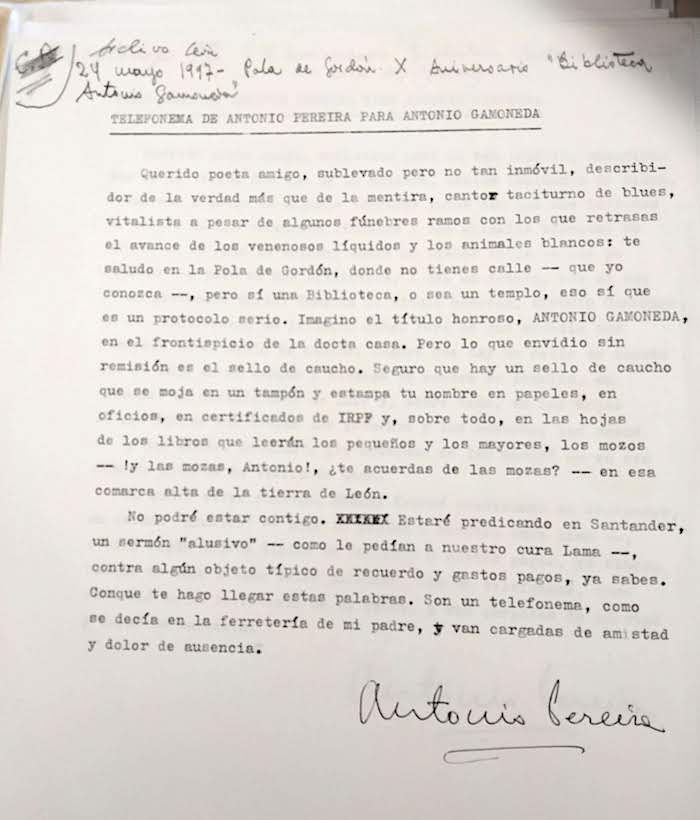 Archivo León
24 mayo 1997- Pola de Gordón. X Aniversario "Biblioteca
Antonio Gamoneda"
TELEFONEMA DE ANTONIO PEREIRA PARA ANTONIO GAMONEDA
Querido poeta amigo, sublevado pero no tan inmóvil, describi-
dor de la verdad más que de la mentira, cantor taciturno de blues,
vitalista a pesar de algunos fúnebres ramos con los que retrasas
el avance de los venenosos líquidos y los animales blancos: te
saludo en la Pola de Gordón, donde no tienes calle -- que yo
conozca --, pero sí una Biblioteca, o sea un templo, eso sí que
es un protocolo serio. Imagino el título honroso, ANTONIO GAMONEDA,
en el frontispicio de la docta casa. Pero lo que envidio sin
remisión es el sello de caucho. Seguro que hay un sello de caucho
que se moja en un tampón y estampa tu nombre en papeles, en
oficios, en certificados de IRPF y, sobre todo, en las hojas
de los libros que leerán los pequeños y los mayores, los mozos
-- !y las mozas, Antonio!, ¿te acuerdas de las mozas? -- en esa
comarca alta de la tierra de León.
No podré estar contigo. Estaré predicando en Santander,
un sermón "alusivo" -- como le pedían a nuestro cura Lama --,
contra algún objeto típico de recuerdo y gastos pagos, ya sabes.
Conque te hago llegar estas palabras. Son un telefonema, como
se decía en la ferretería de mi padre, y van cargadas de amistad
y dolor de ausencia.
Antonio Pereira